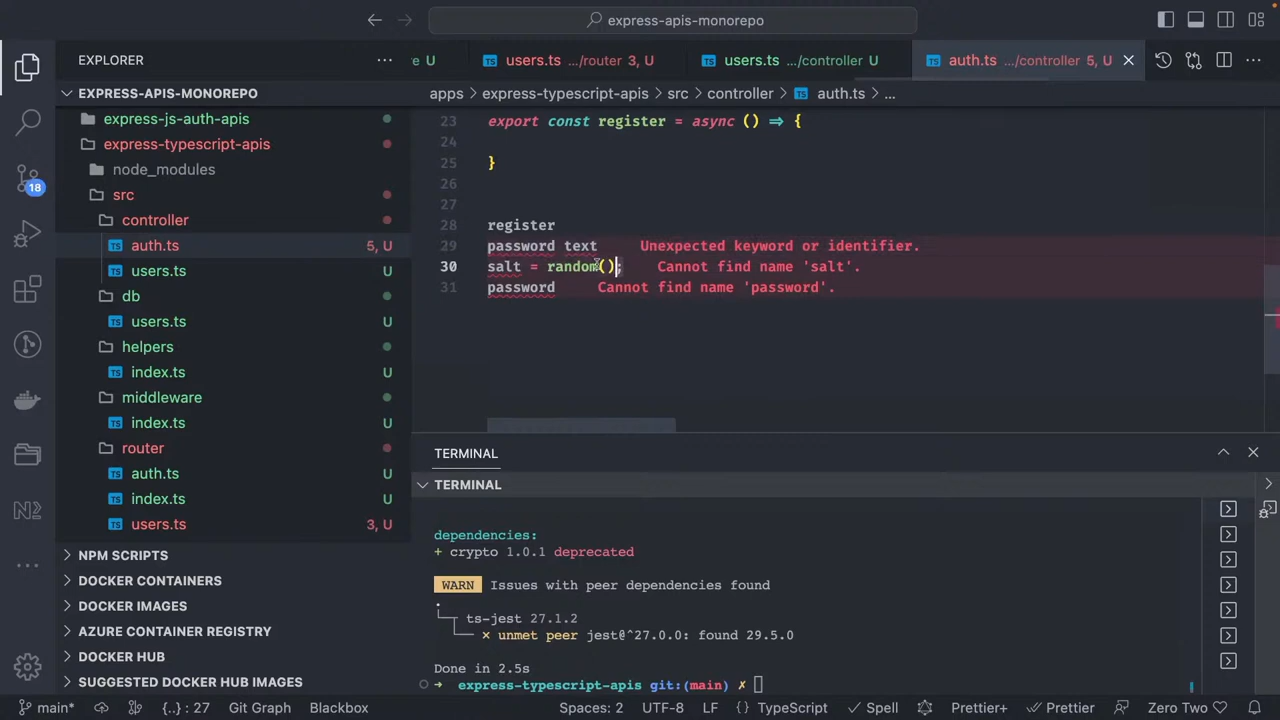 express-apis-monorepo
EXPLORER
e U
users.ts .../router 3, U
users.ts .../controller U
auth.ts .../controller 5, U
EXPRESS-APIS-MONOREPO
apps
express-typescript-apis
src
controller
auth.ts
...
express-js-auth-apis
express-typescript-apis
node_modules
src
controller
auth.ts 5, U
users.ts U
db
users.ts U
helpers
index.ts U
middleware
index.ts U
router
auth.ts U
index.ts U
users.ts 3, U
NPM SCRIPTS
DOCKER CONTAINERS
DOCKER IMAGES
AZURE CONTAINER REGISTRY
DOCKER HUB
SUGGESTED DOCKER HUB IMAGES
18
23 export const register = async () => {
24
25 }
26
27
28 register
29 password text Unexpected keyword or identifier.
30 salt = random(); Cannot find name 'salt'.
31 password Cannot find name 'password'.
TERMINAL
TERMINAL
dependencies:
+ crypto 1.0.1 deprecated
WARN Issues with peer dependencies found
.
└─┬ ts-jest 27.1.2
└── ✕ unmet peer jest@^27.0.0: found 29.5.0
Done in 2.5s
➜ express-typescript-apis git:(main) ✗
main*
{..} : 27
Git Graph
Blackbox
Spaces: 2
UTF-8
LF
{} TypeScript
Spell
Prettier+
Prettier
Zero Two